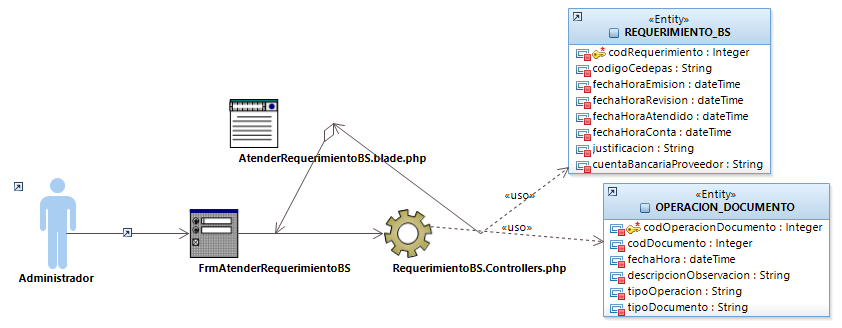 «Entity»
REQUERIMIENTO_BS
codRequerimiento : Integer
codigoCedepas : String
fechaHoraEmision : dateTime
fechaHoraRevision : dateTime
fechaHoraAtendido : dateTime
fechaHoraConta : dateTime
justificacion : String
cuentaBancariaProveedor : String
AtenderRequerimientoBS.blade.php
«uso»
«uso»
«Entity»
OPERACION_DOCUMENTO
codOperacionDocumento : Integer
codDocumento : Integer
fechaHora : dateTime
descripcionObservacion : String
tipoOperacion : String
tipoDocumento : String
Administrador
FrmAtenderRequerimientoBS
RequerimientoBS.Controllers.php